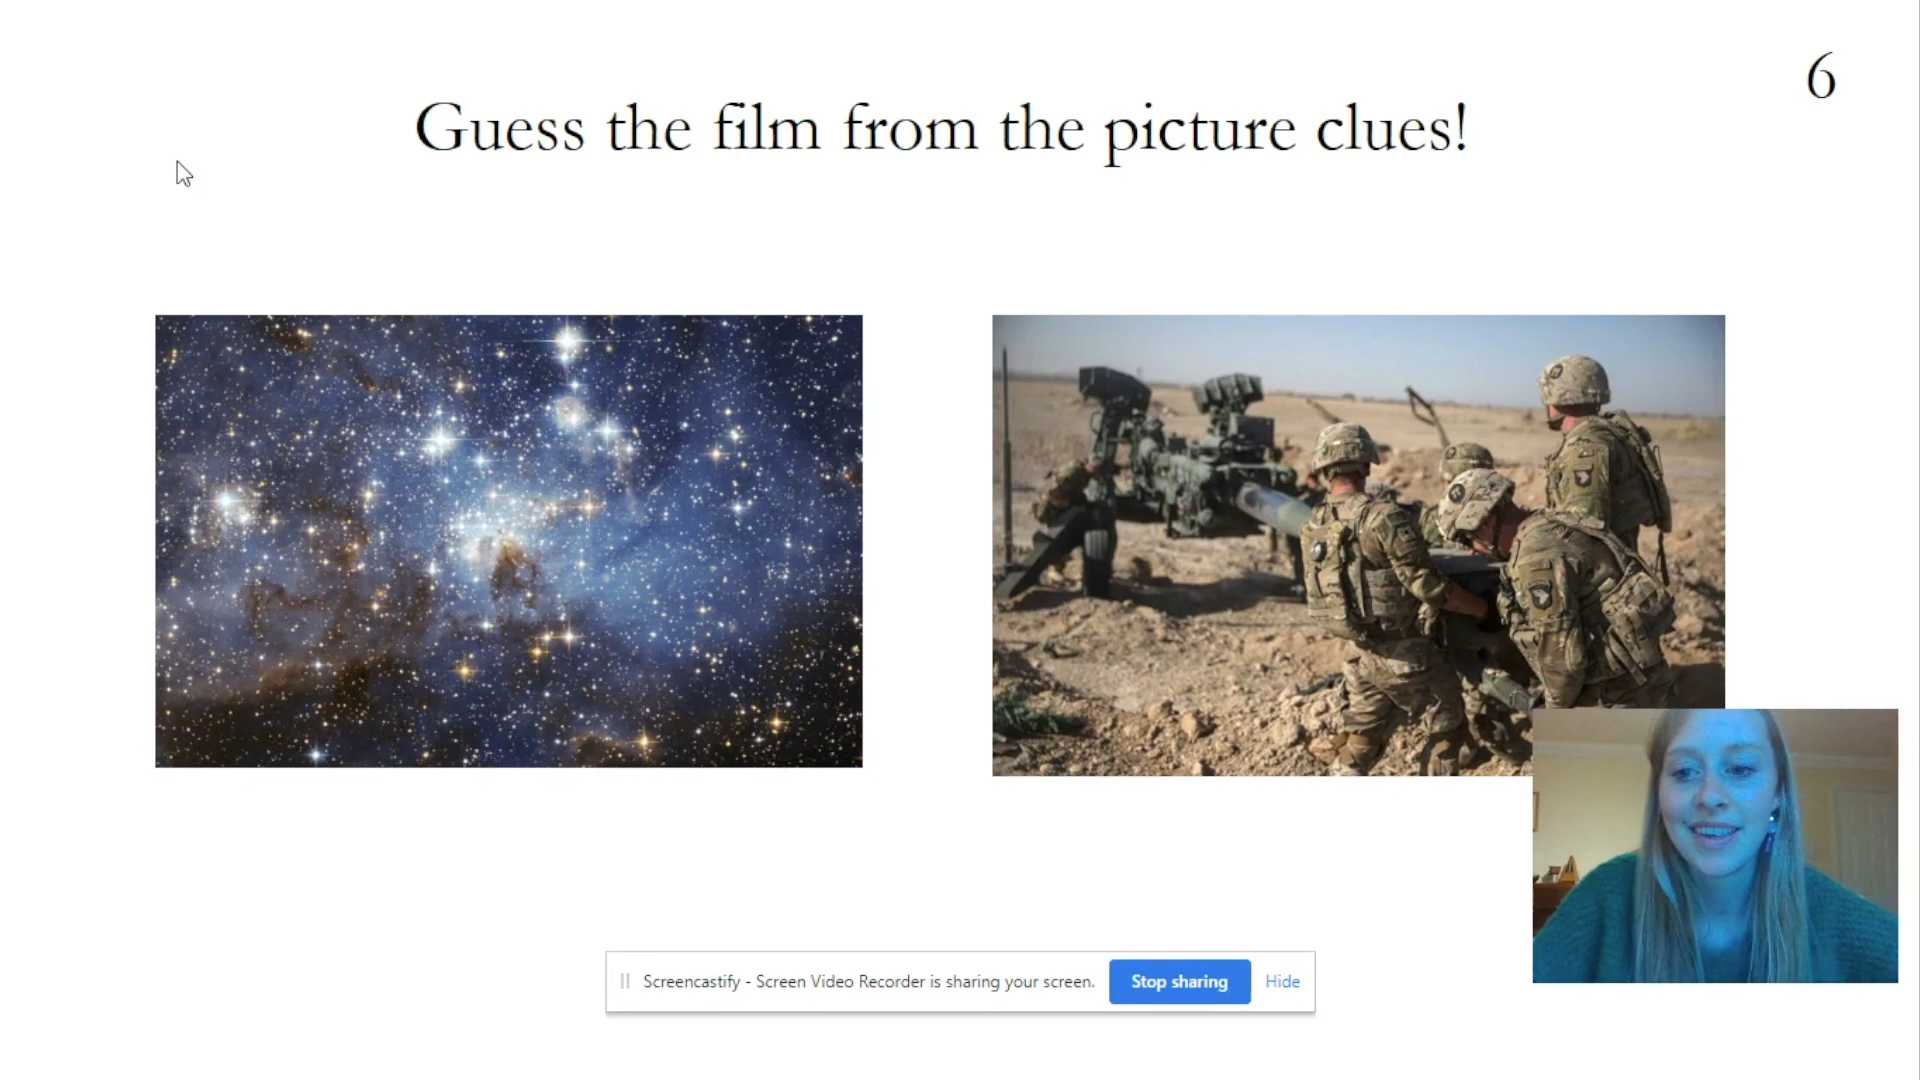 6
Guess the film from the picture clues!
Screencastify - Screen Video Recorder is sharing your screen.
Stop sharing
Hide